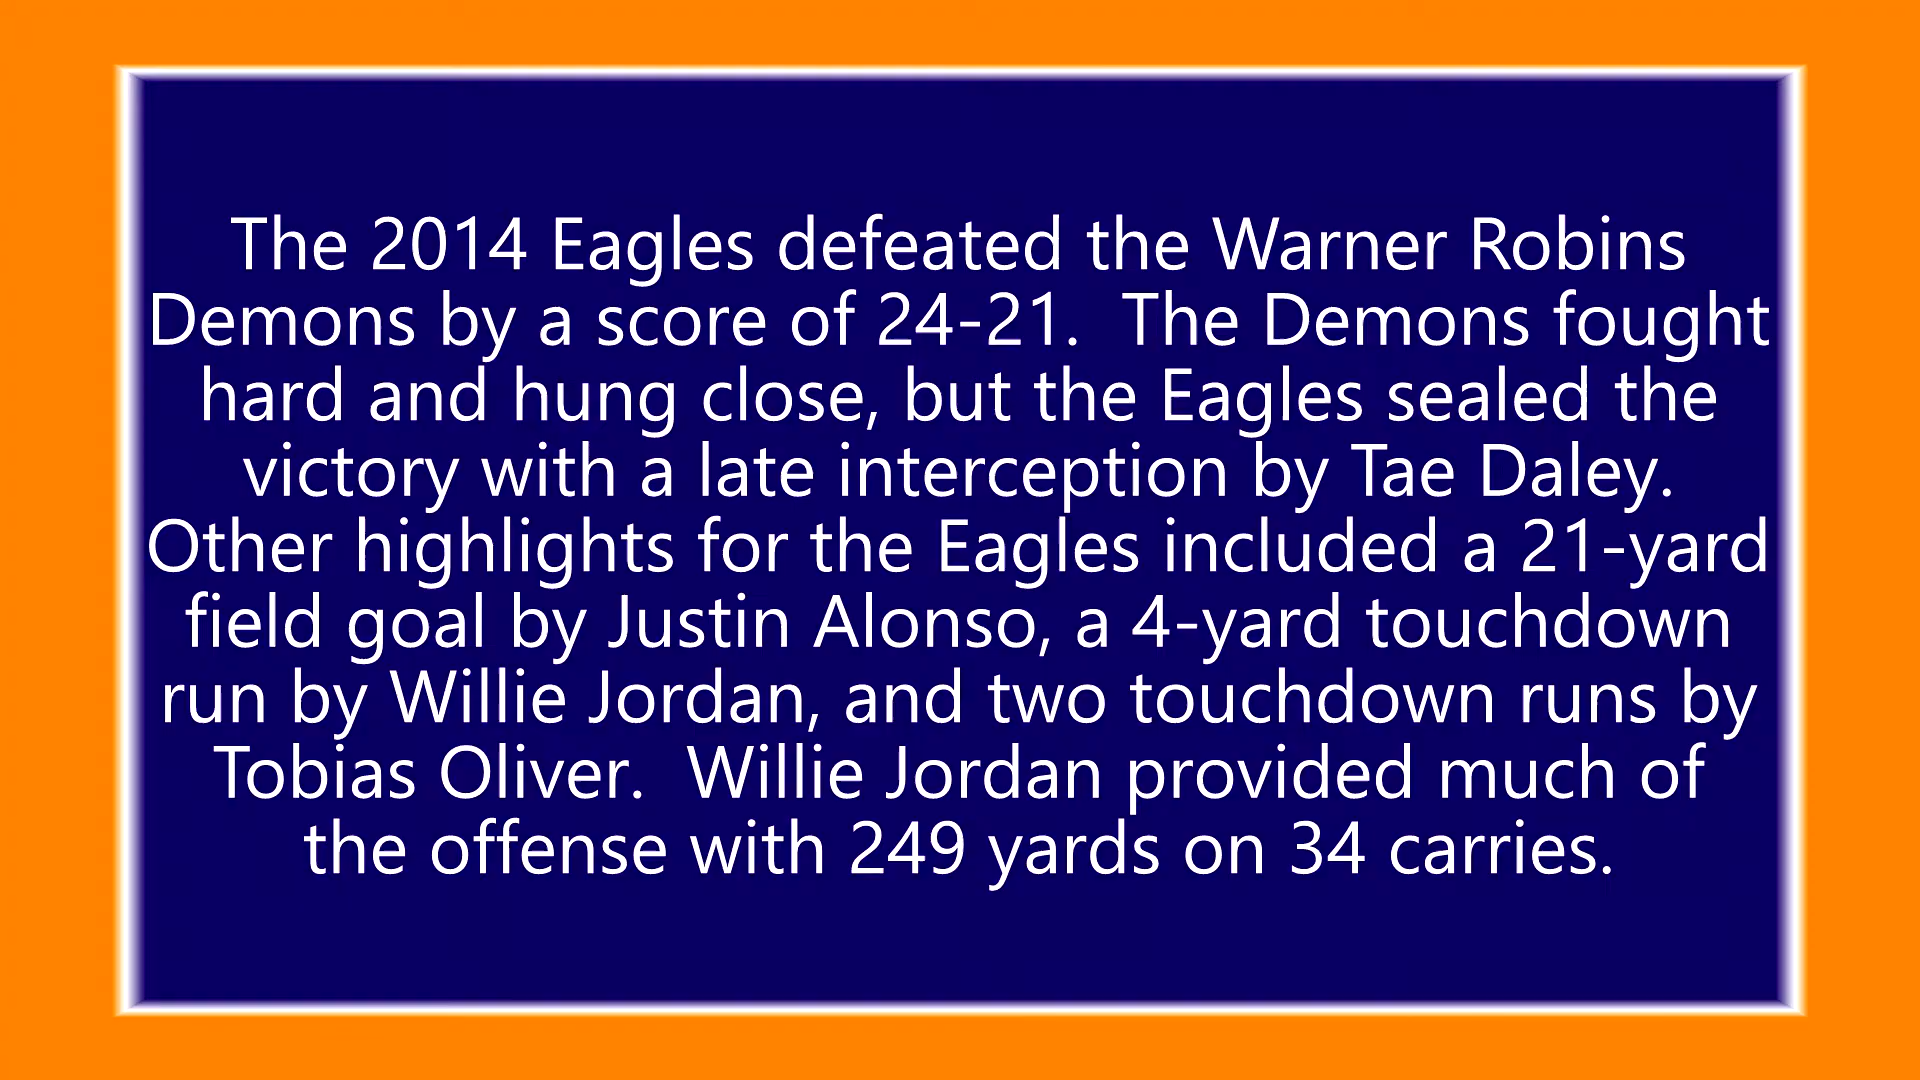 The 2014 Eagles defeated the Warner Robins
Demons by a score of 24-21.  The Demons fought
hard and hung close, but the Eagles sealed the
victory with a late interception by Tae Daley.
Other highlights for the Eagles included a 21-yard
field goal by Justin Alonso, a 4-yard touchdown
run by Willie Jordan, and two touchdown runs by
Tobias Oliver.  Willie Jordan provided much of
the offense with 249 yards on 34 carries.